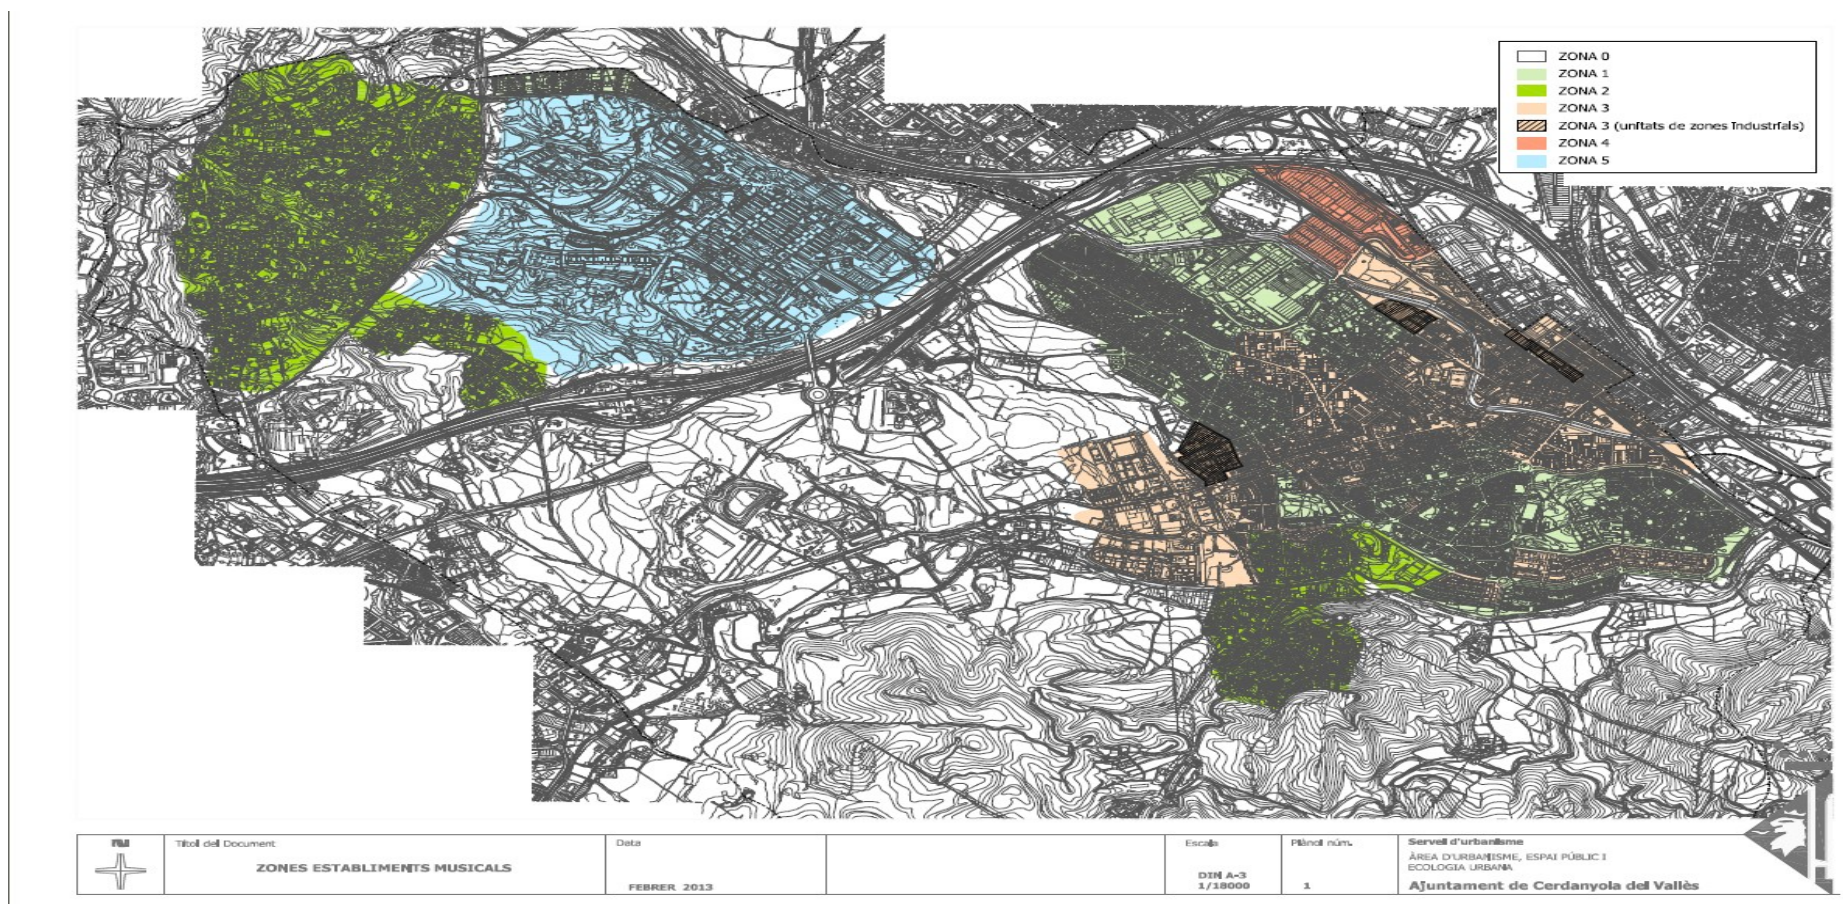 ZONA 0
ZONA 1
ZONA 2
ZONA 3
ZONA 3 (unitats de zones industrials)
ZONA 4
ZONA 5
N
Títol del Document
ZONES ESTABLIMENTS MUSICALS
Data
FEBRER 2013
Escala
DIN A-3
1/18000
Plànol núm.
1
Servei d'urbanisme
ÀREA D'URBANISME, ESPAI PÚBLIC I
ECOLOGIA URBANA
Ajuntament de Cerdanyola del Vallès